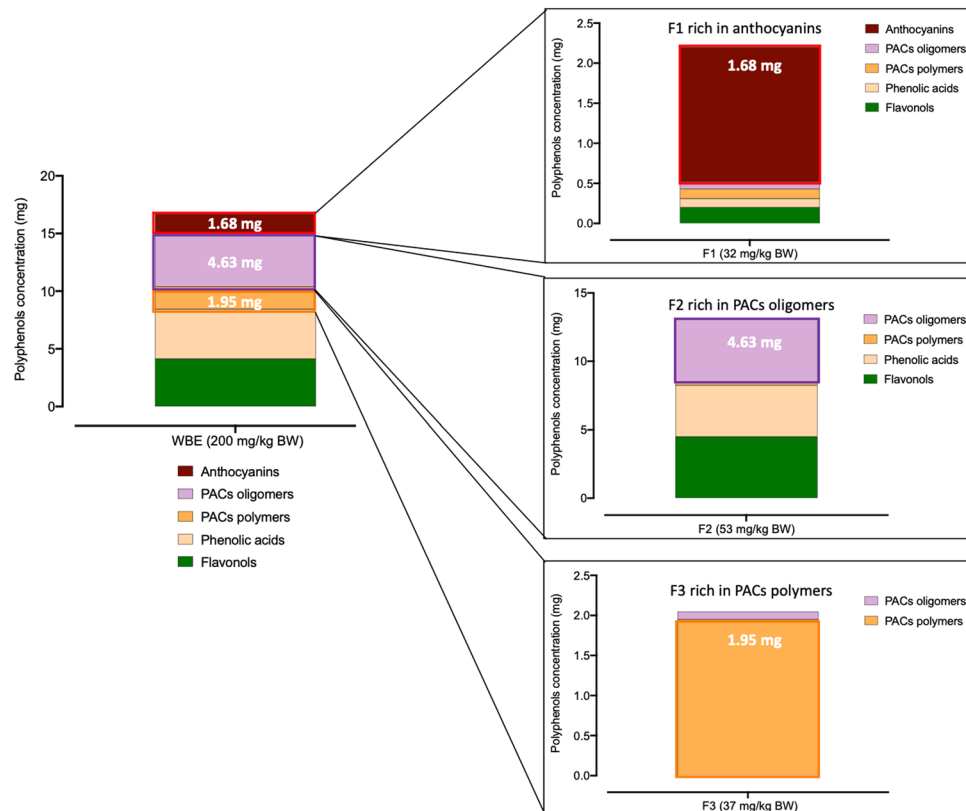 Polyphenols concentration (mg)
20
15
10
5
0
1.68 mg
4.63 mg
1.95 mg
WBE (200 mg/kg BW)
Anthocyanins
PACs oligomers
PACs polymers
Phenolic acids
Flavonols
F1 rich in anthocyanins
Polyphenols concentration (mg)
2.5
2.0
1.5
1.0
0.5
0.0
1.68 mg
F1 (32 mg/kg BW)
Anthocyanins
PACs oligomers
PACs polymers
Phenolic acids
Flavonols
F2 rich in PACs oligomers
Polyphenols concentration (mg)
15
10
5
0
4.63 mg
F2 (53 mg/kg BW)
PACs oligomers
PACs polymers
Phenolic acids
Flavonols
F3 rich in PACs polymers
Polyphenols concentration (mg)
2.5
2.0
1.5
1.0
0.5
0.0
1.95 mg
F3 (37 mg/kg BW)
PACs oligomers
PACs polymers